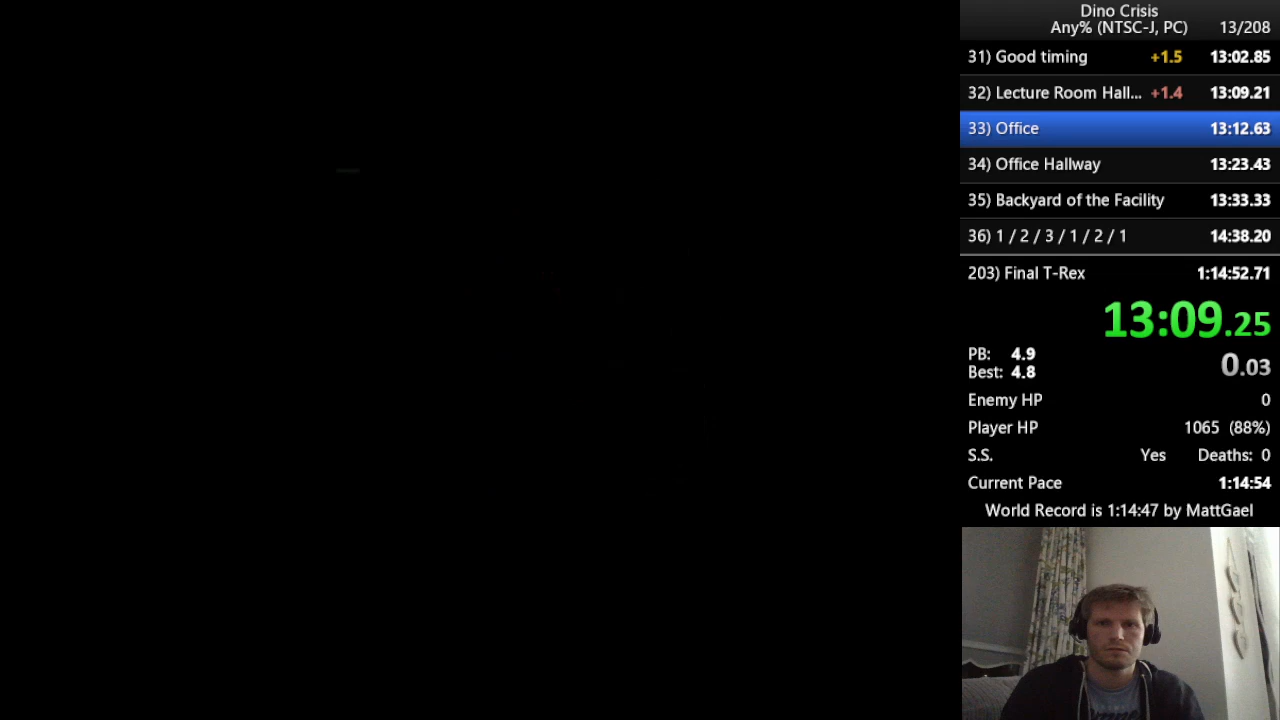 Dino Crisis
Any% (NTSC-J, PC) 13/208
31) Good timing +1.5 13:02.85
32) Lecture Room Hall... +1.4 13:09.21
33) Office 13:12.63
34) Office Hallway 13:23.43
35) Backyard of the Facility 13:33.33
36) 1 / 2 / 3 / 1 / 2 / 1 14:38.20
203) Final T-Rex 1:14:52.71
13:09.25
PB: 4.9 0.03
Best: 4.8
Enemy HP 0
Player HP 1065 (88%)
S.S. Yes Deaths: 0
Current Pace 1:14:54
World Record is 1:14:47 by MattGael